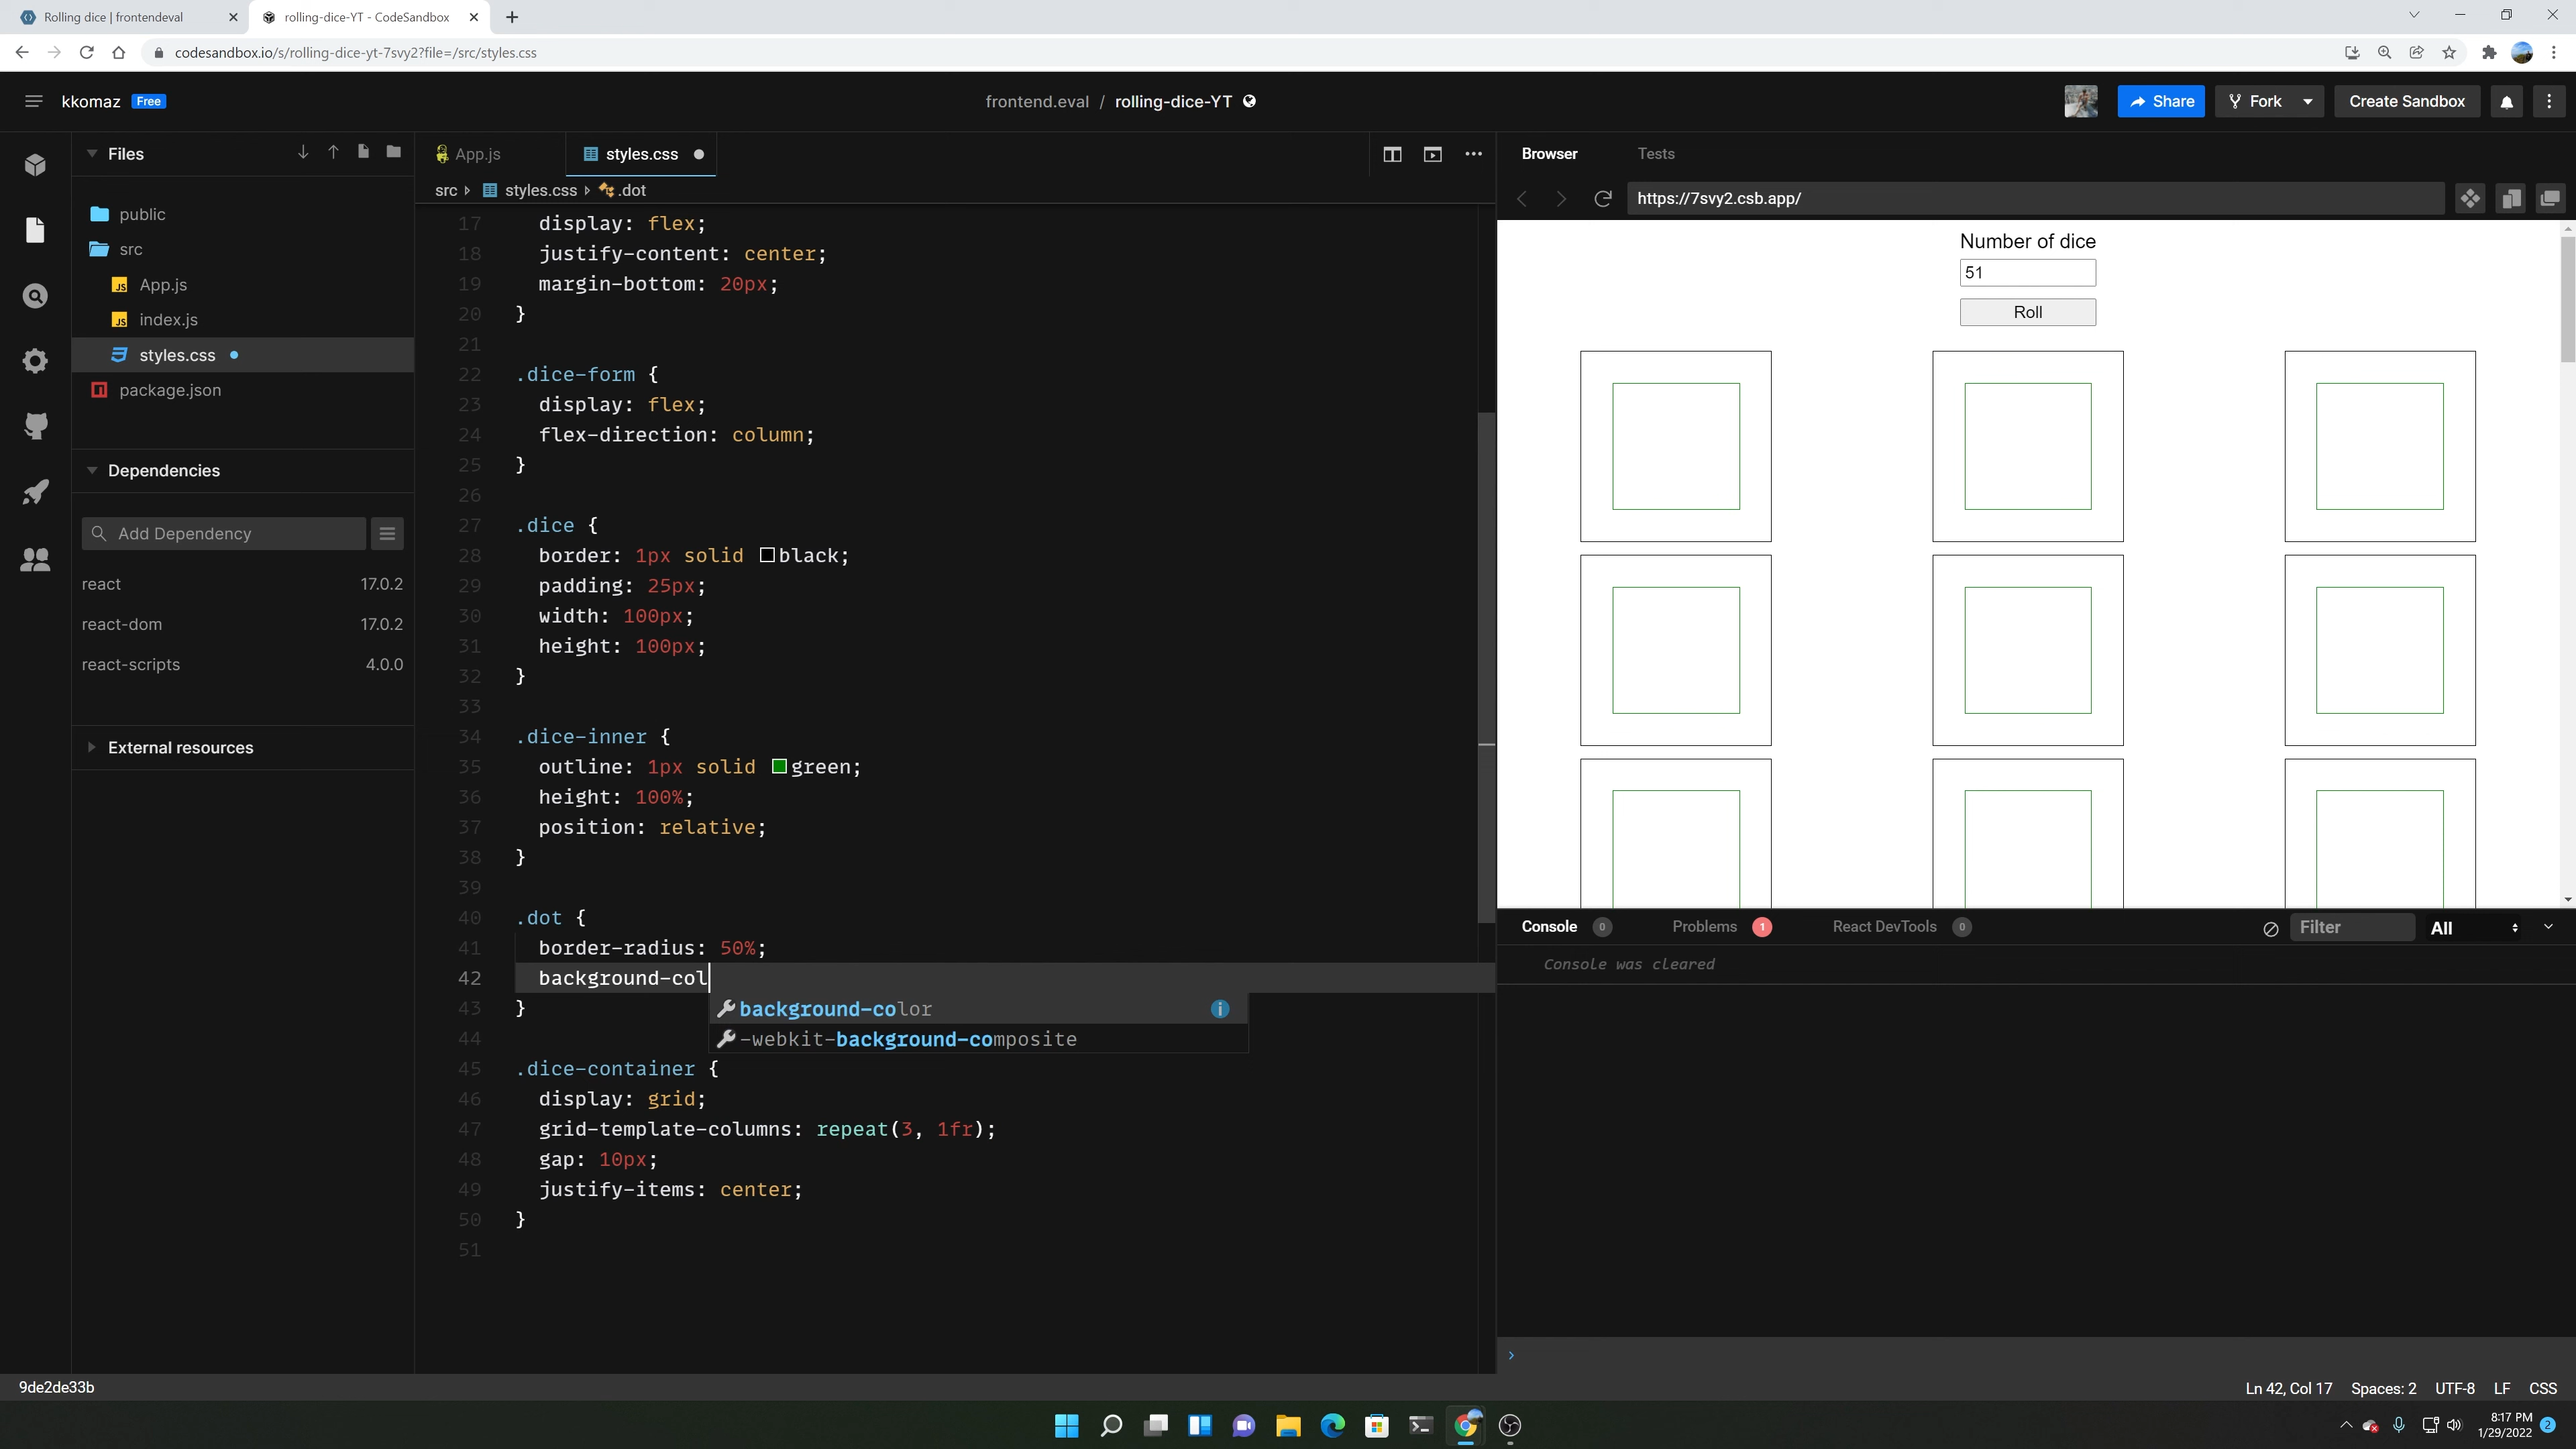 Rolling dice | frontendeval
rolling-dice-YT - CodeSandbox
codesandbox.io/s/rolling-dice-yt-7svy2?file=/src/styles.css
kkomaz Free
frontend.eval / rolling-dice-YT
Share
Fork
Create Sandbox
Files
public
src
App.js
index.js
styles.css
package.json
Dependencies
Add Dependency
react 17.0.2
react-dom 17.0.2
react-scripts 4.0.0
External resources
App.js
styles.css
src styles.css .dot
17 display: flex;
18 justify-content: center;
19 margin-bottom: 20px;
20 }
21
22 .dice-form {
23 display: flex;
24 flex-direction: column;
25 }
26
27 .dice {
28 border: 1px solid black;
29 padding: 25px;
30 width: 100px;
31 height: 100px;
32 }
33
34 .dice-inner {
35 outline: 1px solid green;
36 height: 100%;
37 position: relative;
38 }
39
40 .dot {
41 border-radius: 50%;
42 background-col
background-color
43 }
44
-webkit-background-composite
45 .dice-container {
46 display: grid;
47 grid-template-columns: repeat(3, 1fr);
48 gap: 10px;
49 justify-items: center;
50 }
51
Browser
Tests
https://7svy2.csb.app/
Number of dice
51
Roll
Console 0
Problems 1
React DevTools 0
Filter
All
Console was cleared
9de2de33b
Ln 42, Col 17 Spaces: 2 UTF-8 LF CSS
8:17 PM
1/29/2022
2